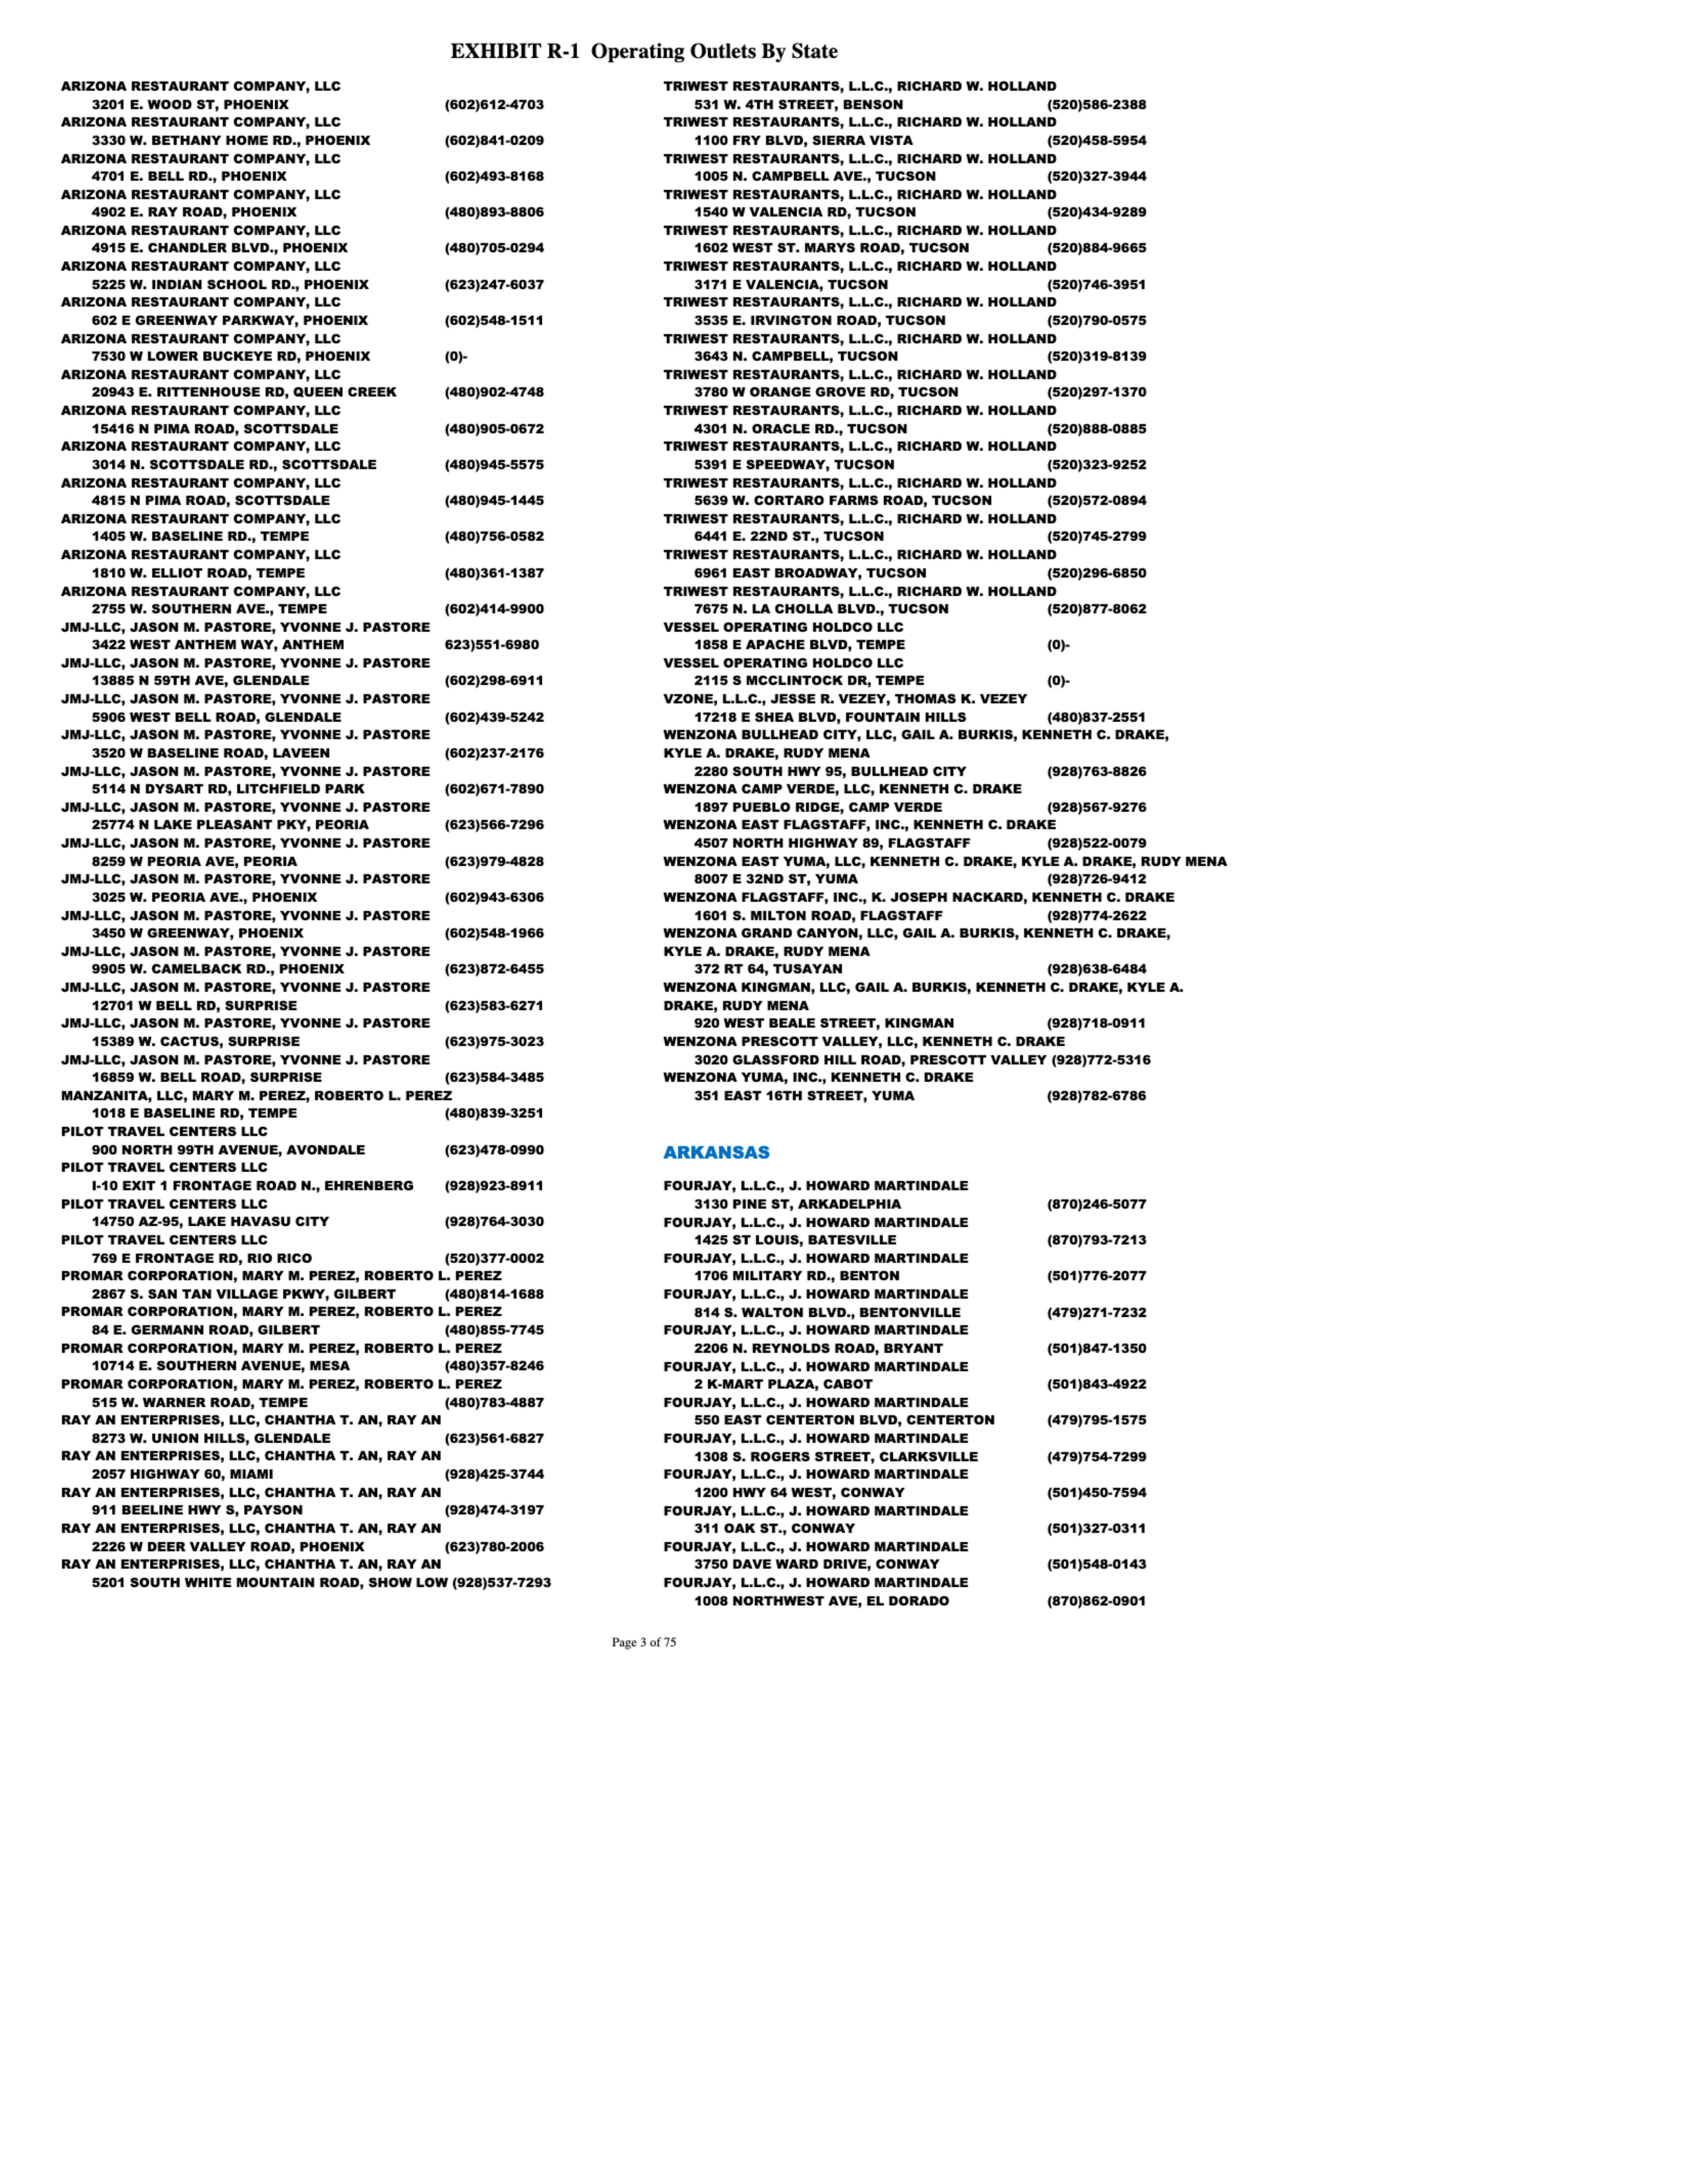 EXHIBIT R-1  Operating Outlets By State
ARIZONA RESTAURANT COMPANY, LLC
3201 E. WOOD ST, PHOENIX (602)612-4703
ARIZONA RESTAURANT COMPANY, LLC
3330 W. BETHANY HOME RD., PHOENIX (602)841-0209
ARIZONA RESTAURANT COMPANY, LLC
4701 E. BELL RD., PHOENIX (602)493-8168
ARIZONA RESTAURANT COMPANY, LLC
4902 E. RAY ROAD, PHOENIX (480)893-8806
ARIZONA RESTAURANT COMPANY, LLC
4915 E. CHANDLER BLVD., PHOENIX (480)705-0294
ARIZONA RESTAURANT COMPANY, LLC
5225 W. INDIAN SCHOOL RD., PHOENIX (623)247-6037
ARIZONA RESTAURANT COMPANY, LLC
602 E GREENWAY PARKWAY, PHOENIX (602)548-1511
ARIZONA RESTAURANT COMPANY, LLC
7530 W LOWER BUCKEYE RD, PHOENIX (0)-
ARIZONA RESTAURANT COMPANY, LLC
20943 E. RITTENHOUSE RD, QUEEN CREEK (480)902-4748
ARIZONA RESTAURANT COMPANY, LLC
15416 N PIMA ROAD, SCOTTSDALE (480)905-0672
ARIZONA RESTAURANT COMPANY, LLC
3014 N. SCOTTSDALE RD., SCOTTSDALE (480)945-5575
ARIZONA RESTAURANT COMPANY, LLC
4815 N PIMA ROAD, SCOTTSDALE (480)945-1445
ARIZONA RESTAURANT COMPANY, LLC
1405 W. BASELINE RD., TEMPE (480)756-0582
ARIZONA RESTAURANT COMPANY, LLC
1810 W. ELLIOT ROAD, TEMPE (480)361-1387
ARIZONA RESTAURANT COMPANY, LLC
2755 W. SOUTHERN AVE., TEMPE (602)414-9900
JMJ-LLC, JASON M. PASTORE, YVONNE J. PASTORE
3422 WEST ANTHEM WAY, ANTHEM 623)551-6980
JMJ-LLC, JASON M. PASTORE, YVONNE J. PASTORE
13885 N 59TH AVE, GLENDALE (602)298-6911
JMJ-LLC, JASON M. PASTORE, YVONNE J. PASTORE
5906 WEST BELL ROAD, GLENDALE (602)439-5242
JMJ-LLC, JASON M. PASTORE, YVONNE J. PASTORE
3520 W BASELINE ROAD, LAVEEN (602)237-2176
JMJ-LLC, JASON M. PASTORE, YVONNE J. PASTORE
5114 N DYSART RD, LITCHFIELD PARK (602)671-7890
JMJ-LLC, JASON M. PASTORE, YVONNE J. PASTORE
25774 N LAKE PLEASANT PKY, PEORIA (623)566-7296
JMJ-LLC, JASON M. PASTORE, YVONNE J. PASTORE
8259 W PEORIA AVE, PEORIA (623)979-4828
JMJ-LLC, JASON M. PASTORE, YVONNE J. PASTORE
3025 W. PEORIA AVE., PHOENIX (602)943-6306
JMJ-LLC, JASON M. PASTORE, YVONNE J. PASTORE
3450 W GREENWAY, PHOENIX (602)548-1966
JMJ-LLC, JASON M. PASTORE, YVONNE J. PASTORE
9905 W. CAMELBACK RD., PHOENIX (623)872-6455
JMJ-LLC, JASON M. PASTORE, YVONNE J. PASTORE
12701 W BELL RD, SURPRISE (623)583-6271
JMJ-LLC, JASON M. PASTORE, YVONNE J. PASTORE
15389 W. CACTUS, SURPRISE (623)975-3023
JMJ-LLC, JASON M. PASTORE, YVONNE J. PASTORE
16859 W. BELL ROAD, SURPRISE (623)584-3485
MANZANITA, LLC, MARY M. PEREZ, ROBERTO L. PEREZ
1018 E BASELINE RD, TEMPE (480)839-3251
PILOT TRAVEL CENTERS LLC
900 NORTH 99TH AVENUE, AVONDALE (623)478-0990
PILOT TRAVEL CENTERS LLC
I-10 EXIT 1 FRONTAGE ROAD N., EHRENBERG (928)923-8911
PILOT TRAVEL CENTERS LLC
14750 AZ-95, LAKE HAVASU CITY (928)764-3030
PILOT TRAVEL CENTERS LLC
769 E FRONTAGE RD, RIO RICO (520)377-0002
PROMAR CORPORATION, MARY M. PEREZ, ROBERTO L. PEREZ
2867 S. SAN TAN VILLAGE PKWY, GILBERT (480)814-1688
PROMAR CORPORATION, MARY M. PEREZ, ROBERTO L. PEREZ
84 E. GERMANN ROAD, GILBERT (480)855-7745
PROMAR CORPORATION, MARY M. PEREZ, ROBERTO L. PEREZ
10714 E. SOUTHERN AVENUE, MESA (480)357-8246
PROMAR CORPORATION, MARY M. PEREZ, ROBERTO L. PEREZ
515 W. WARNER ROAD, TEMPE (480)783-4887
RAY AN ENTERPRISES, LLC, CHANTHA T. AN, RAY AN
8273 W. UNION HILLS, GLENDALE (623)561-6827
RAY AN ENTERPRISES, LLC, CHANTHA T. AN, RAY AN
2057 HIGHWAY 60, MIAMI (928)425-3744
RAY AN ENTERPRISES, LLC, CHANTHA T. AN, RAY AN
911 BEELINE HWY S, PAYSON (928)474-3197
RAY AN ENTERPRISES, LLC, CHANTHA T. AN, RAY AN
2226 W DEER VALLEY ROAD, PHOENIX (623)780-2006
RAY AN ENTERPRISES, LLC, CHANTHA T. AN, RAY AN
5201 SOUTH WHITE MOUNTAIN ROAD, SHOW LOW (928)537-7293
TRIWEST RESTAURANTS, L.L.C., RICHARD W. HOLLAND
531 W. 4TH STREET, BENSON (520)586-2388
TRIWEST RESTAURANTS, L.L.C., RICHARD W. HOLLAND
1100 FRY BLVD, SIERRA VISTA (520)458-5954
TRIWEST RESTAURANTS, L.L.C., RICHARD W. HOLLAND
1005 N. CAMPBELL AVE., TUCSON (520)327-3944
TRIWEST RESTAURANTS, L.L.C., RICHARD W. HOLLAND
1540 W VALENCIA RD, TUCSON (520)434-9289
TRIWEST RESTAURANTS, L.L.C., RICHARD W. HOLLAND
1602 WEST ST. MARYS ROAD, TUCSON (520)884-9665
TRIWEST RESTAURANTS, L.L.C., RICHARD W. HOLLAND
3171 E VALENCIA, TUCSON (520)746-3951
TRIWEST RESTAURANTS, L.L.C., RICHARD W. HOLLAND
3535 E. IRVINGTON ROAD, TUCSON (520)790-0575
TRIWEST RESTAURANTS, L.L.C., RICHARD W. HOLLAND
3643 N. CAMPBELL, TUCSON (520)319-8139
TRIWEST RESTAURANTS, L.L.C., RICHARD W. HOLLAND
3780 W ORANGE GROVE RD, TUCSON (520)297-1370
TRIWEST RESTAURANTS, L.L.C., RICHARD W. HOLLAND
4301 N. ORACLE RD., TUCSON (520)888-0885
TRIWEST RESTAURANTS, L.L.C., RICHARD W. HOLLAND
5391 E SPEEDWAY, TUCSON (520)323-9252
TRIWEST RESTAURANTS, L.L.C., RICHARD W. HOLLAND
5639 W. CORTARO FARMS ROAD, TUCSON (520)572-0894
TRIWEST RESTAURANTS, L.L.C., RICHARD W. HOLLAND
6441 E. 22ND ST., TUCSON (520)745-2799
TRIWEST RESTAURANTS, L.L.C., RICHARD W. HOLLAND
6961 EAST BROADWAY, TUCSON (520)296-6850
TRIWEST RESTAURANTS, L.L.C., RICHARD W. HOLLAND
7675 N. LA CHOLLA BLVD., TUCSON (520)877-8062
VESSEL OPERATING HOLDCO LLC
1858 E APACHE BLVD, TEMPE (0)-
VESSEL OPERATING HOLDCO LLC
2115 S MCCLINTOCK DR, TEMPE (0)-
VZONE, L.L.C., JESSE R. VEZEY, THOMAS K. VEZEY
17218 E SHEA BLVD, FOUNTAIN HILLS (480)837-2551
WENZONA BULLHEAD CITY, LLC, GAIL A. BURKIS, KENNETH C. DRAKE,
KYLE A. DRAKE, RUDY MENA
2280 SOUTH HWY 95, BULLHEAD CITY (928)763-8826
WENZONA CAMP VERDE, LLC, KENNETH C. DRAKE
1897 PUEBLO RIDGE, CAMP VERDE (928)567-9276
WENZONA EAST FLAGSTAFF, INC., KENNETH C. DRAKE
4507 NORTH HIGHWAY 89, FLAGSTAFF (928)522-0079
WENZONA EAST YUMA, LLC, KENNETH C. DRAKE, KYLE A. DRAKE, RUDY MENA
8007 E 32ND ST, YUMA (928)726-9412
WENZONA FLAGSTAFF, INC., K. JOSEPH NACKARD, KENNETH C. DRAKE
1601 S. MILTON ROAD, FLAGSTAFF (928)774-2622
WENZONA GRAND CANYON, LLC, GAIL A. BURKIS, KENNETH C. DRAKE,
KYLE A. DRAKE, RUDY MENA
372 RT 64, TUSAYAN (928)638-6484
WENZONA KINGMAN, LLC, GAIL A. BURKIS, KENNETH C. DRAKE, KYLE A.
DRAKE, RUDY MENA
920 WEST BEALE STREET, KINGMAN (928)718-0911
WENZONA PRESCOTT VALLEY, LLC, KENNETH C. DRAKE
3020 GLASSFORD HILL ROAD, PRESCOTT VALLEY (928)772-5316
WENZONA YUMA, INC., KENNETH C. DRAKE
351 EAST 16TH STREET, YUMA (928)782-6786
ARKANSAS
FOURJAY, L.L.C., J. HOWARD MARTINDALE
3130 PINE ST, ARKADELPHIA (870)246-5077
FOURJAY, L.L.C., J. HOWARD MARTINDALE
1425 ST LOUIS, BATESVILLE (870)793-7213
FOURJAY, L.L.C., J. HOWARD MARTINDALE
1706 MILITARY RD., BENTON (501)776-2077
FOURJAY, L.L.C., J. HOWARD MARTINDALE
814 S. WALTON BLVD., BENTONVILLE (479)271-7232
FOURJAY, L.L.C., J. HOWARD MARTINDALE
2206 N. REYNOLDS ROAD, BRYANT (501)847-1350
FOURJAY, L.L.C., J. HOWARD MARTINDALE
2 K-MART PLAZA, CABOT (501)843-4922
FOURJAY, L.L.C., J. HOWARD MARTINDALE
550 EAST CENTERTON BLVD, CENTERTON (479)795-1575
FOURJAY, L.L.C., J. HOWARD MARTINDALE
1308 S. ROGERS STREET, CLARKSVILLE (479)754-7299
FOURJAY, L.L.C., J. HOWARD MARTINDALE
1200 HWY 64 WEST, CONWAY (501)450-7594
FOURJAY, L.L.C., J. HOWARD MARTINDALE
311 OAK ST., CONWAY (501)327-0311
FOURJAY, L.L.C., J. HOWARD MARTINDALE
3750 DAVE WARD DRIVE, CONWAY (501)548-0143
FOURJAY, L.L.C., J. HOWARD MARTINDALE
1008 NORTHWEST AVE, EL DORADO (870)862-0901
Page 3 of 75